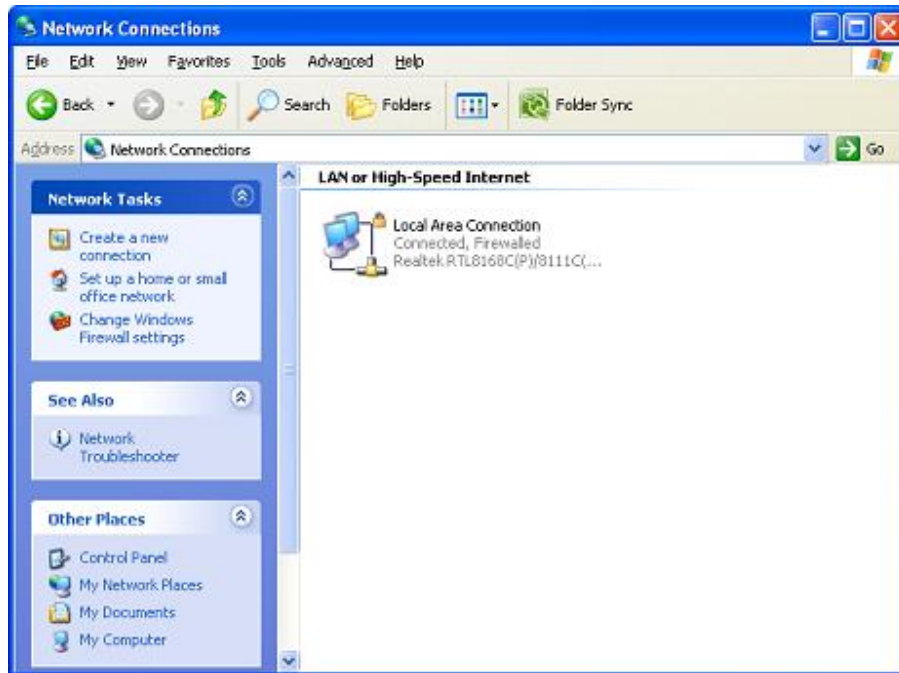 Network Connections
File Edit View Favorites Tools Advanced Help
Back Search Folders Folder Sync
Address Network Connections Go
Network Tasks
Create a new
connection
Set up a home or small
office network
Change Windows
Firewall settings
See Also
Network
Troubleshooter
Other Places
Control Panel
My Network Places
My Documents
My Computer
LAN or High-Speed Internet
Local Area Connection
Connected, Firewalled
Realtek RTL8168C(P)/8111C(...